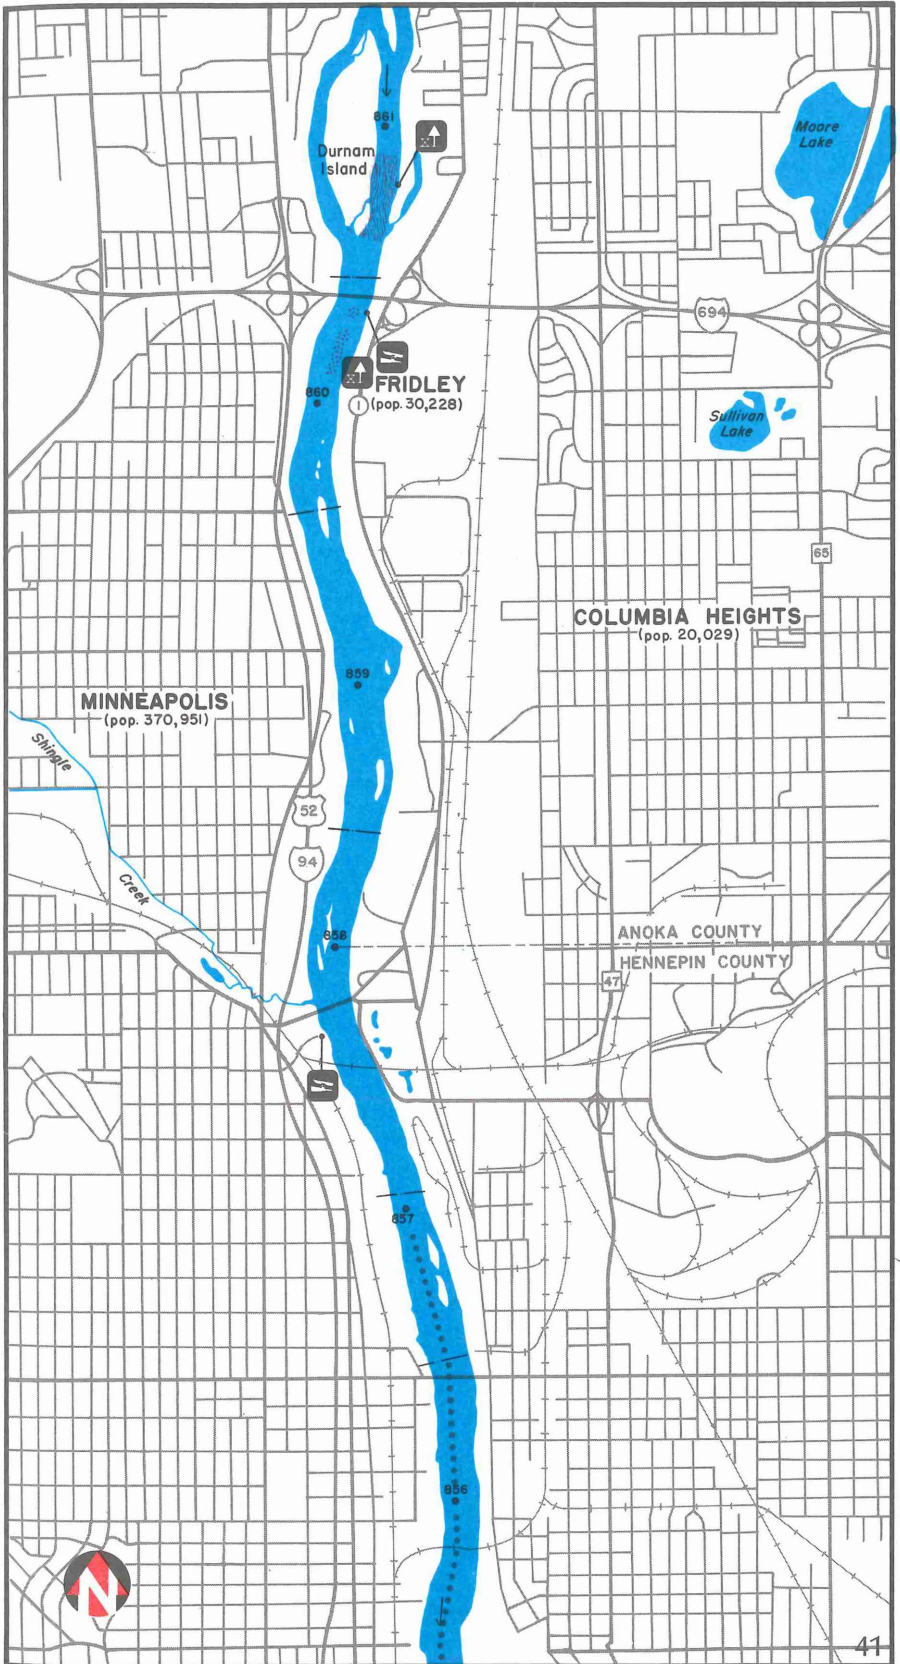 861
Durnam
Island
Moore
Lake
694
FRIDLEY
860
1
(pop. 30,228)
Sullivan
Lake
65
COLUMBIA HEIGHTS
(pop. 20,029)
859
MINNEAPOLIS
(pop. 370,951)
Shingle
52
94
Creek
858
ANOKA COUNTY
HENNEPIN COUNTY
47
857
856
N
41